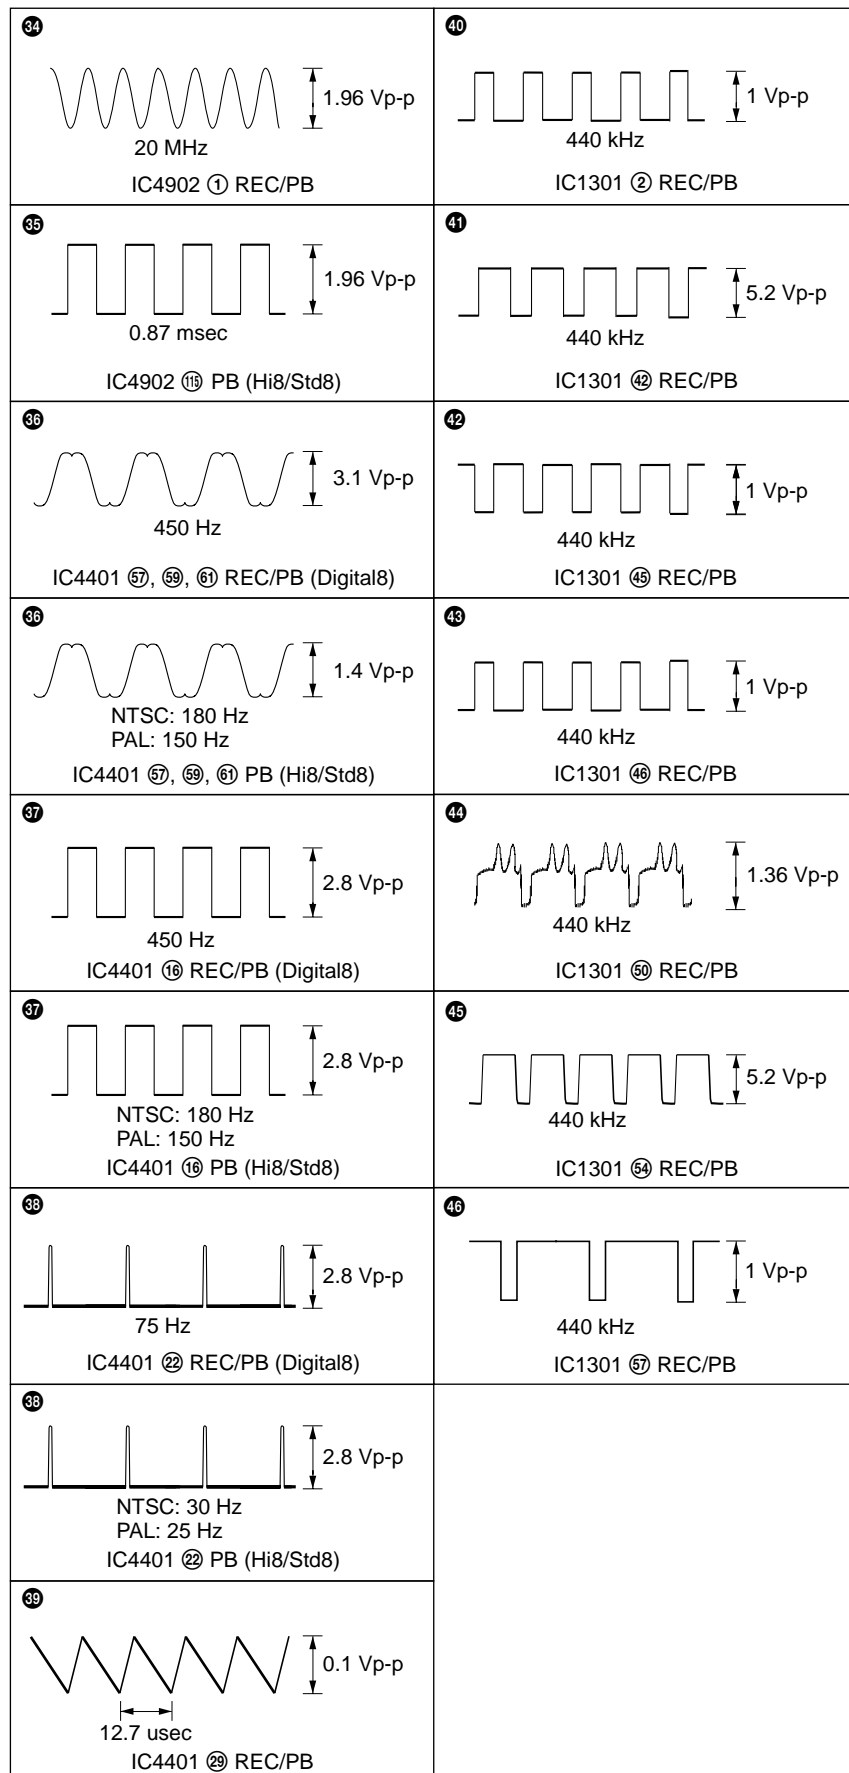 34
1.96 Vp-p
20 MHz
IC4902 ① REC/PB
35
1.96 Vp-p
0.87 msec
IC4902 ⑪⑤ PB (Hi8/Std8)
36
3.1 Vp-p
450 Hz
IC4401 57, 59, 61 REC/PB (Digital8)
36
1.4 Vp-p
NTSC: 180 Hz
PAL: 150 Hz
IC4401 57, 59, 61 PB (Hi8/Std8)
37
2.8 Vp-p
450 Hz
IC4401 ⑯ REC/PB (Digital8)
37
2.8 Vp-p
NTSC: 180 Hz
PAL: 150 Hz
IC4401 ⑯ PB (Hi8/Std8)
38
2.8 Vp-p
75 Hz
IC4401 ㉒ REC/PB (Digital8)
38
2.8 Vp-p
NTSC: 30 Hz
PAL: 25 Hz
IC4401 ㉒ PB (Hi8/Std8)
39
0.1 Vp-p
12.7 usec
IC4401 ㉙ REC/PB
40
1 Vp-p
440 kHz
IC1301 ② REC/PB
41
5.2 Vp-p
440 kHz
IC1301 ㊷ REC/PB
42
1 Vp-p
440 kHz
IC1301 ㊺ REC/PB
43
1 Vp-p
440 kHz
IC1301 ㊻ REC/PB
44
1.36 Vp-p
440 kHz
IC1301 ㊿ REC/PB
45
5.2 Vp-p
440 kHz
IC1301 54 REC/PB
46
1 Vp-p
440 kHz
IC1301 57 REC/PB